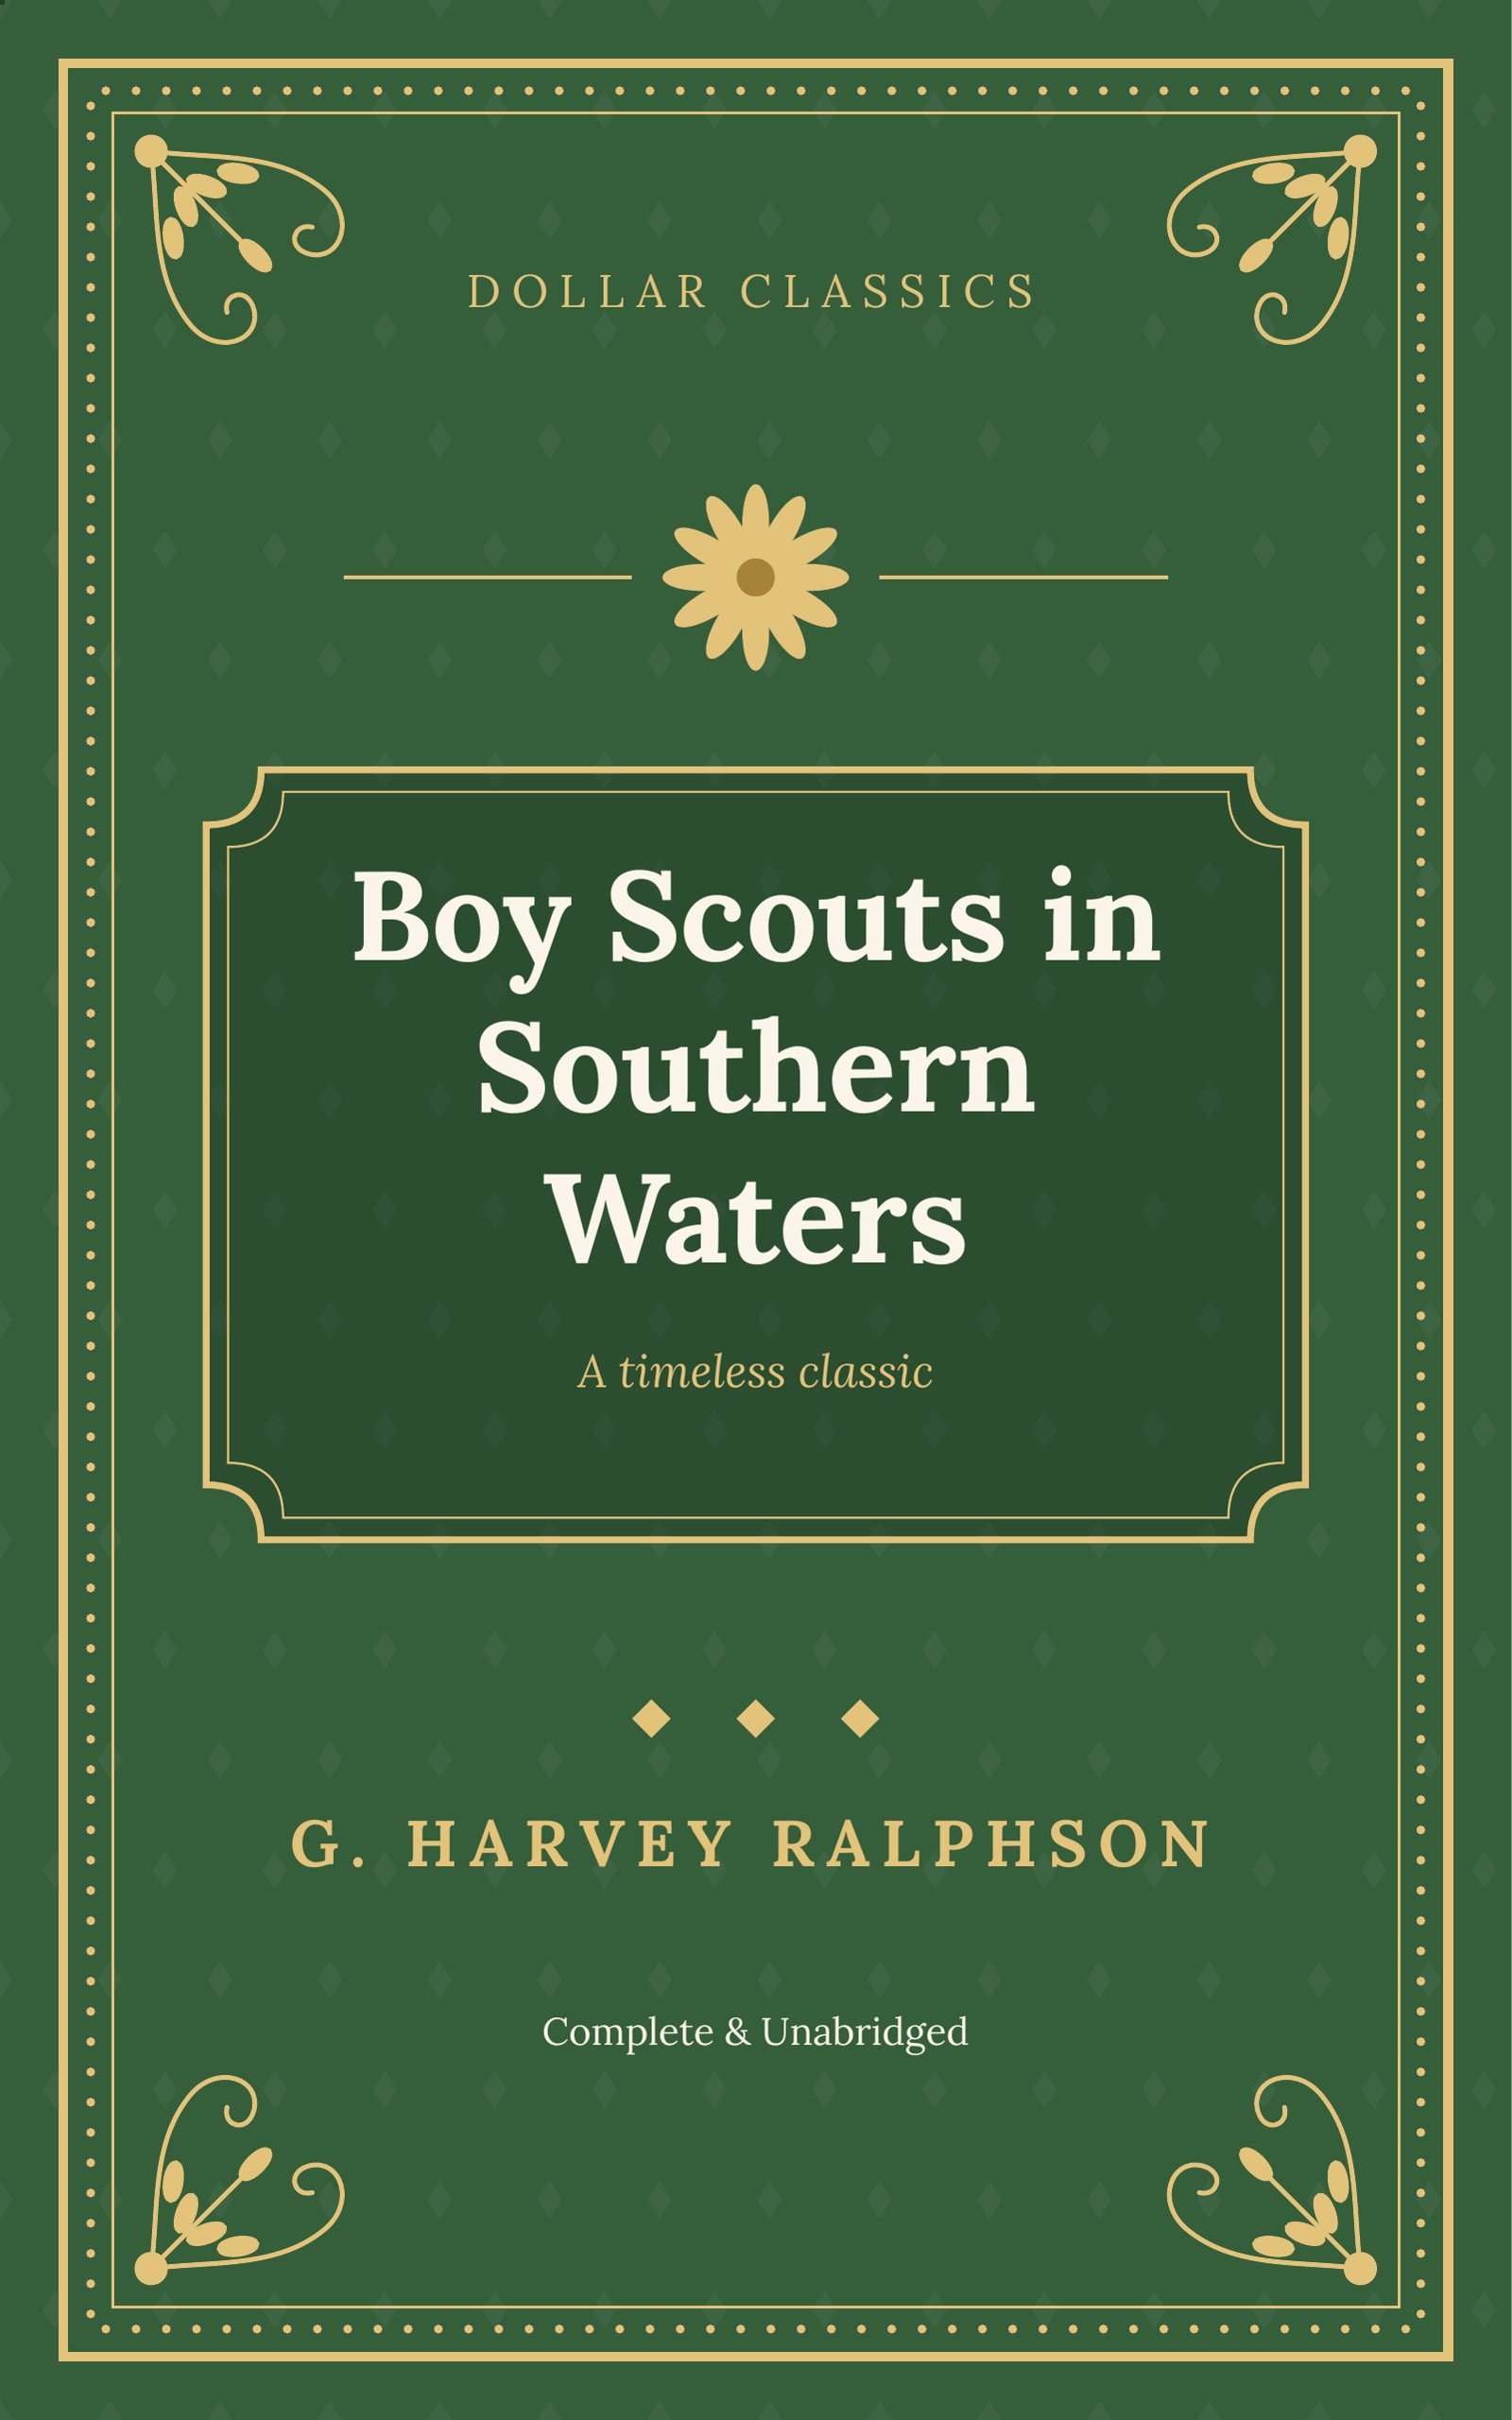 DOLLAR CLASSICS
Boy Scouts in
Southern
Waters
A timeless classic
G. HARVEY RALPHSON
Complete & Unabridged